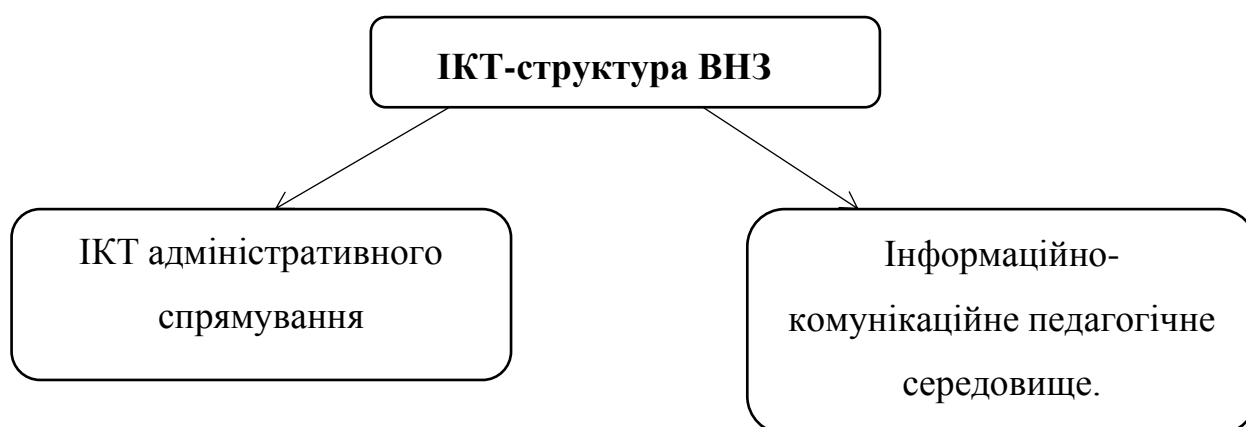 ІКТ-структура ВНЗ
ІКТ адміністративного
спрямування
Інформаційно-
комунікаційне педагогічне
середовище.